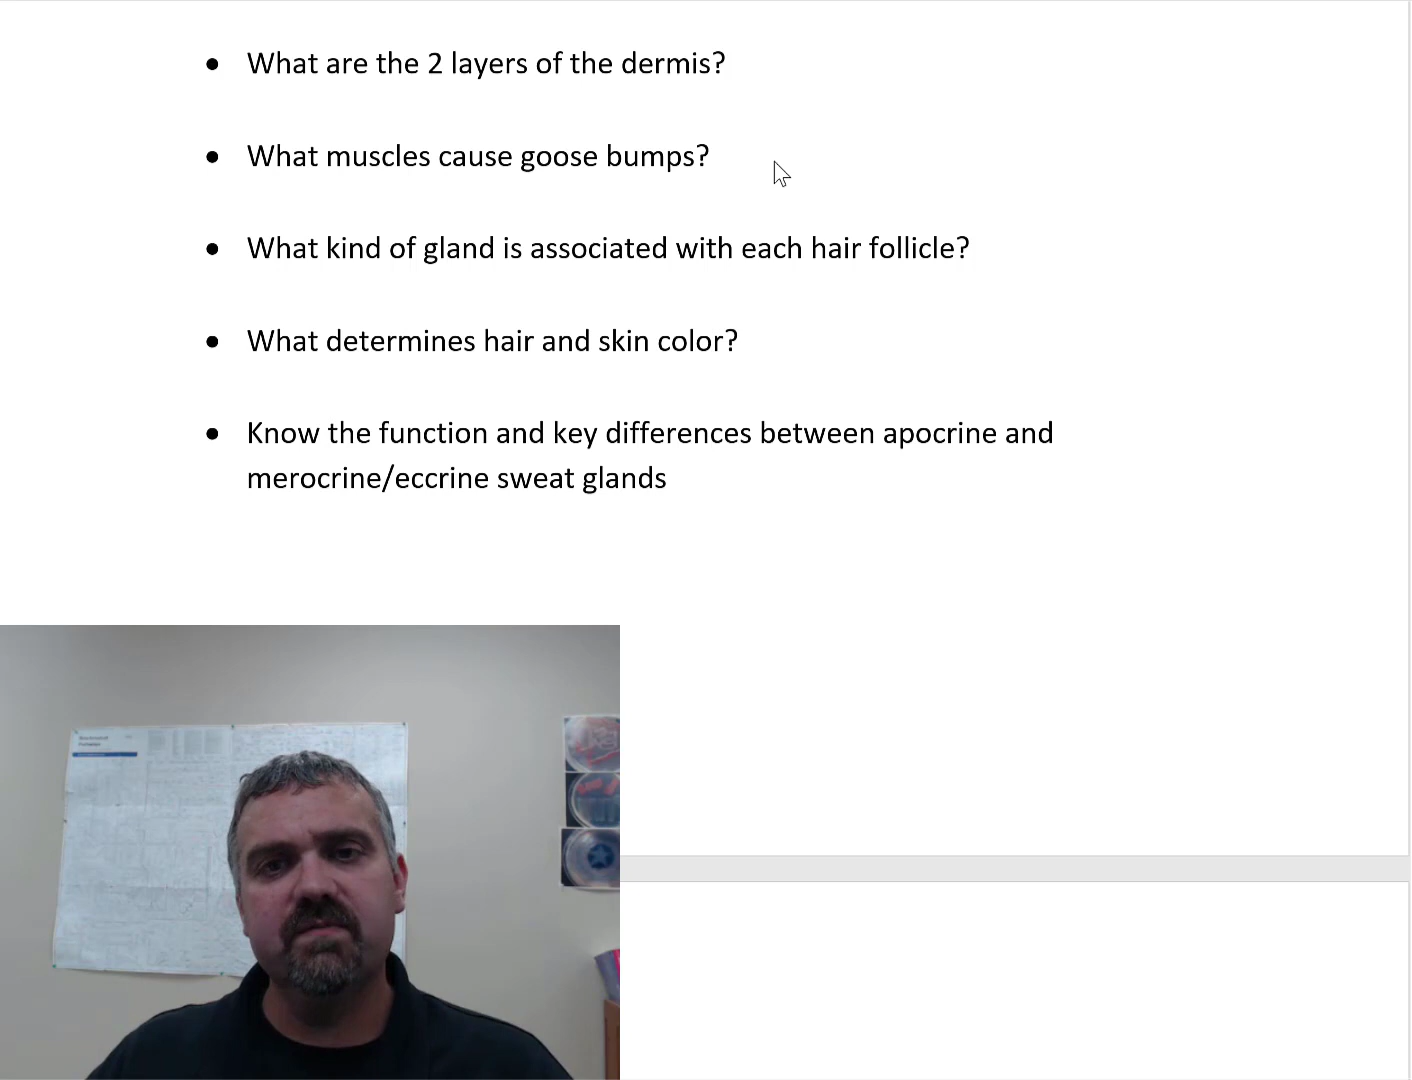 • What are the 2 layers of the dermis?
• What muscles cause goose bumps?
• What kind of gland is associated with each hair follicle?
• What determines hair and skin color?
• Know the function and key differences between apocrine and
merocrine/eccrine sweat glands